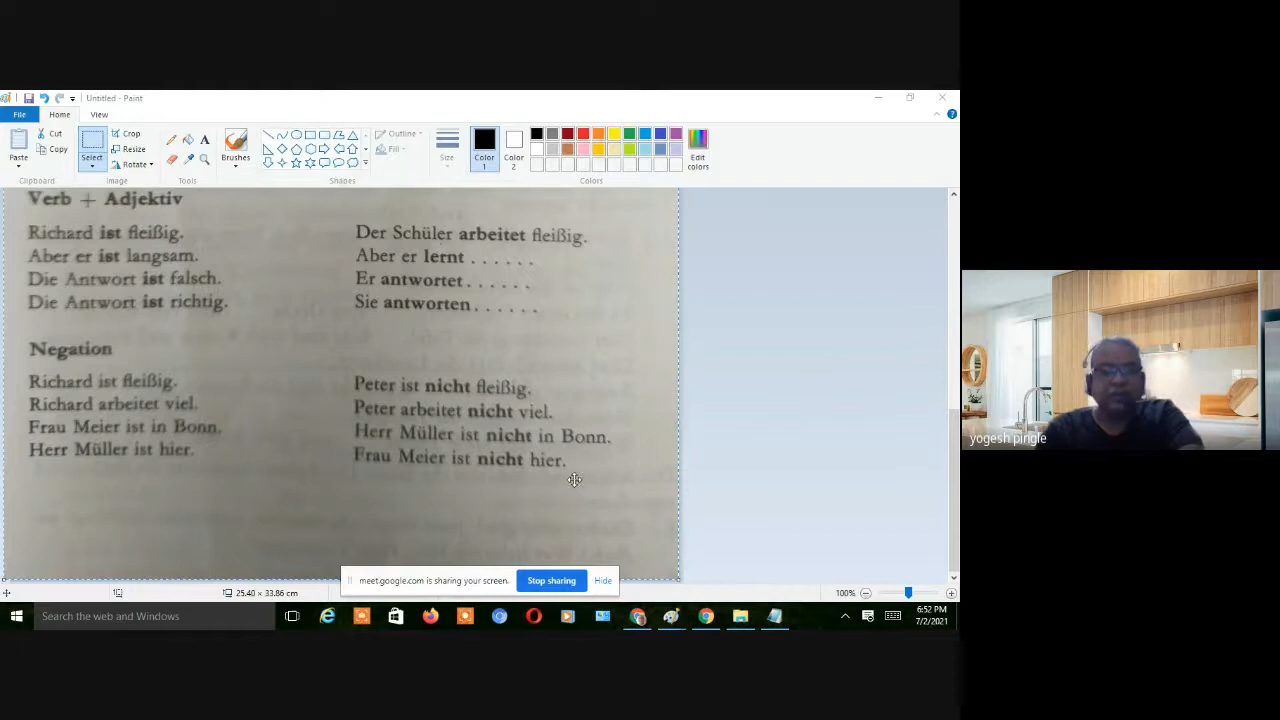 Untitled - Paint
File Home View
Paste
Cut
Copy
Clipboard
Select
Crop
Resize
Rotate
Image
Tools
Brushes
Shapes
Outline
Fill
Size
Color 1
Color 2
Edit colors
Colors
Verb + Adjektiv
Richard ist fleißig.
Aber er ist langsam.
Die Antwort ist falsch.
Die Antwort ist richtig.
Der Schüler arbeitet fleißig.
Aber er lernt . . . . . .
Er antwortet . . . . . .
Sie antworten . . . . . .
Negation
Richard ist fleißig.
Richard arbeitet viel.
Frau Meier ist in Bonn.
Herr Müller ist hier.
Peter ist nicht fleißig.
Peter arbeitet nicht viel.
Herr Müller ist nicht in Bonn.
Frau Meier ist nicht hier.
yogesh pingle
meet.google.com is sharing your screen. Stop sharing Hide
25.40 × 33.86 cm
100%
Search the web and Windows
6:52 PM
7/2/2021